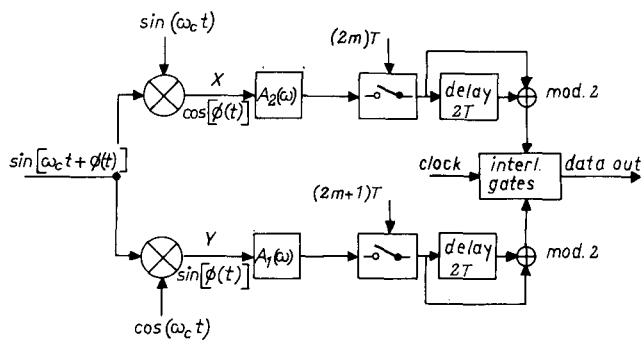 sin(ω_c t)
(2m)T
X
cos[ϕ(t)]
A₂(ω)
delay
2T
mod. 2
sin[ω_c t + ϕ(t)]
clock
interl.
gates
data out
(2m+1)T
Y
sin[ϕ(t)]
A₁(ω)
delay
2T
mod. 2
cos(ω_c t)